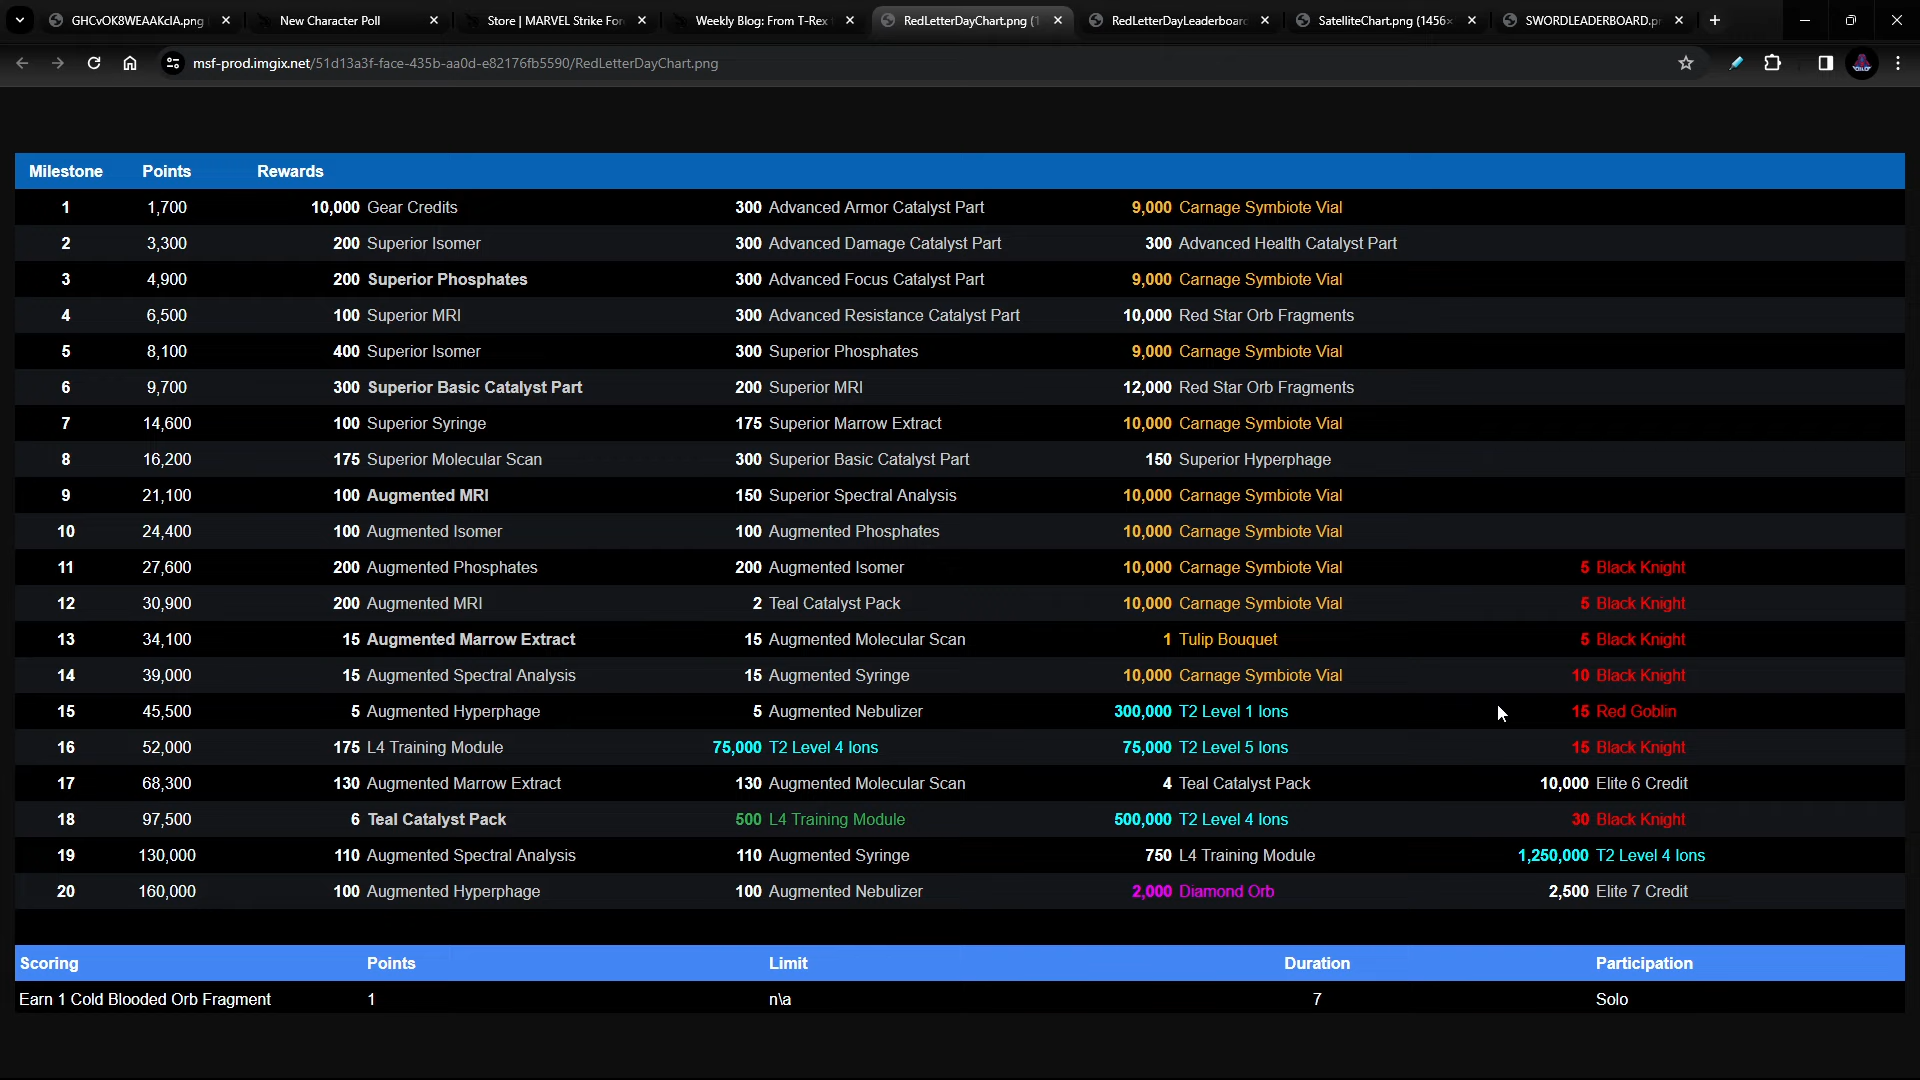 GHCvOK8WEAAKclA.png
New Character Poll
Store | MARVEL Strike For
Weekly Blog: From T-Rex
RedLetterDayChart.png (1
RedLetterDayLeaderboar
SatelliteChart.png (1456×
SWORDLEADERBOARD.pr
msf-prod.imgix.net/51d13a3f-face-435b-aa0d-e82176fb5590/RedLetterDayChart.png
Milestone Points Rewards
1 1,700 10,000 Gear Credits 300 Advanced Armor Catalyst Part 9,000 Carnage Symbiote Vial
2 3,300 200 Superior Isomer 300 Advanced Damage Catalyst Part 300 Advanced Health Catalyst Part
3 4,900 200 Superior Phosphates 300 Advanced Focus Catalyst Part 9,000 Carnage Symbiote Vial
4 6,500 100 Superior MRI 300 Advanced Resistance Catalyst Part 10,000 Red Star Orb Fragments
5 8,100 400 Superior Isomer 300 Superior Phosphates 9,000 Carnage Symbiote Vial
6 9,700 300 Superior Basic Catalyst Part 200 Superior MRI 12,000 Red Star Orb Fragments
7 14,600 100 Superior Syringe 175 Superior Marrow Extract 10,000 Carnage Symbiote Vial
8 16,200 175 Superior Molecular Scan 300 Superior Basic Catalyst Part 150 Superior Hyperphage
9 21,100 100 Augmented MRI 150 Superior Spectral Analysis 10,000 Carnage Symbiote Vial
10 24,400 100 Augmented Isomer 100 Augmented Phosphates 10,000 Carnage Symbiote Vial
11 27,600 200 Augmented Phosphates 200 Augmented Isomer 10,000 Carnage Symbiote Vial 5 Black Knight
12 30,900 200 Augmented MRI 2 Teal Catalyst Pack 10,000 Carnage Symbiote Vial 5 Black Knight
13 34,100 15 Augmented Marrow Extract 15 Augmented Molecular Scan 1 Tulip Bouquet 5 Black Knight
14 39,000 15 Augmented Spectral Analysis 15 Augmented Syringe 10,000 Carnage Symbiote Vial 10 Black Knight
15 45,500 5 Augmented Hyperphage 5 Augmented Nebulizer 300,000 T2 Level 1 Ions 15 Red Goblin
16 52,000 175 L4 Training Module 75,000 T2 Level 4 Ions 75,000 T2 Level 5 Ions 15 Black Knight
17 68,300 130 Augmented Marrow Extract 130 Augmented Molecular Scan 4 Teal Catalyst Pack 10,000 Elite 6 Credit
18 97,500 6 Teal Catalyst Pack 500 L4 Training Module 500,000 T2 Level 4 Ions 30 Black Knight
19 130,000 110 Augmented Spectral Analysis 110 Augmented Syringe 750 L4 Training Module 1,250,000 T2 Level 4 Ions
20 160,000 100 Augmented Hyperphage 100 Augmented Nebulizer 2,000 Diamond Orb 2,500 Elite 7 Credit
Scoring Points Limit Duration Participation
Earn 1 Cold Blooded Orb Fragment 1 n\a 7 Solo